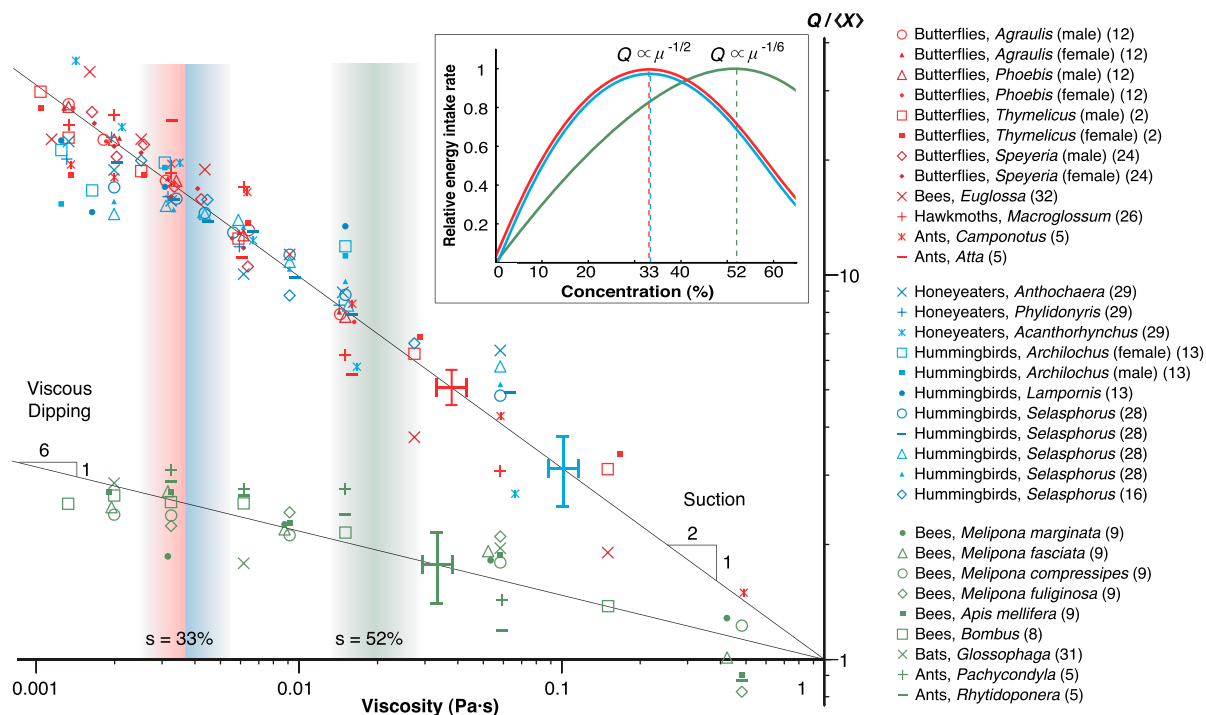 Q / ⟨X⟩
Q ∝ μ -1/2
Q ∝ μ -1/6
Relative energy intake rate
1
0.8
0.6
0.4
0.2
0
10
20
33
40
52
60
Concentration (%)
10
Viscous
Dipping
6
1
Suction
2
1
s = 33%
s = 52%
1
0.001
0.01
0.1
1
Viscosity (Pa·s)
Butterflies, Agraulis (male) (12)
Butterflies, Agraulis (female) (12)
Butterflies, Phoebis (male) (12)
Butterflies, Phoebis (female) (12)
Butterflies, Thymelicus (male) (2)
Butterflies, Thymelicus (female) (2)
Butterflies, Speyeria (male) (24)
Butterflies, Speyeria (female) (24)
Bees, Euglossa (32)
Hawkmoths, Macroglossum (26)
Ants, Camponotus (5)
Ants, Atta (5)
Honeyeaters, Anthochaera (29)
Honeyeaters, Phylidonyris (29)
Honeyeaters, Acanthorhynchus (29)
Hummingbirds, Archilochus (female) (13)
Hummingbirds, Archilochus (male) (13)
Hummingbirds, Lampornis (13)
Hummingbirds, Selasphorus (28)
Hummingbirds, Selasphorus (28)
Hummingbirds, Selasphorus (28)
Hummingbirds, Selasphorus (28)
Hummingbirds, Selasphorus (16)
Bees, Melipona marginata (9)
Bees, Melipona fasciata (9)
Bees, Melipona compressipes (9)
Bees, Melipona fuliginosa (9)
Bees, Apis mellifera (9)
Bees, Bombus (8)
Bats, Glossophaga (31)
Ants, Pachycondyla (5)
Ants, Rhytidoponera (5)